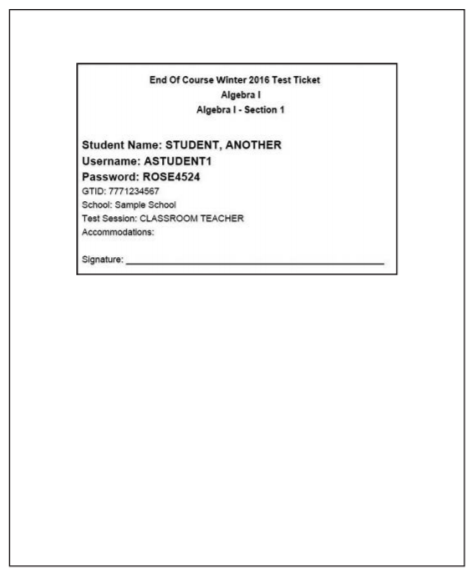 End Of Course Winter 2016 Test Ticket
Algebra I
Algebra I - Section 1
Student Name: STUDENT, ANOTHER
Username: ASTUDENT1
Password: ROSE4524
GTID: 7771234567
School: Sample School
Test Session: CLASSROOM TEACHER
Accommodations:
Signature: